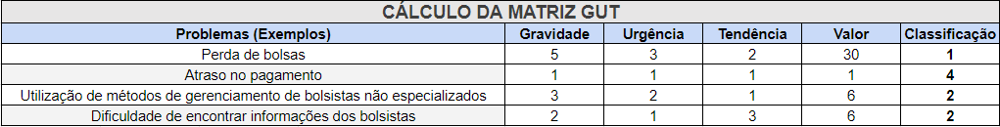 CÁLCULO DA MATRIZ GUT
Problemas (Exemplos) Gravidade Urgência Tendência Valor Classificação
Perda de bolsas 5 3 2 30 1
Atraso no pagamento 1 1 1 1 4
Utilização de métodos de gerenciamento de bolsistas não especializados 3 2 1 6 2
Dificuldade de encontrar informações dos bolsistas 2 1 3 6 2